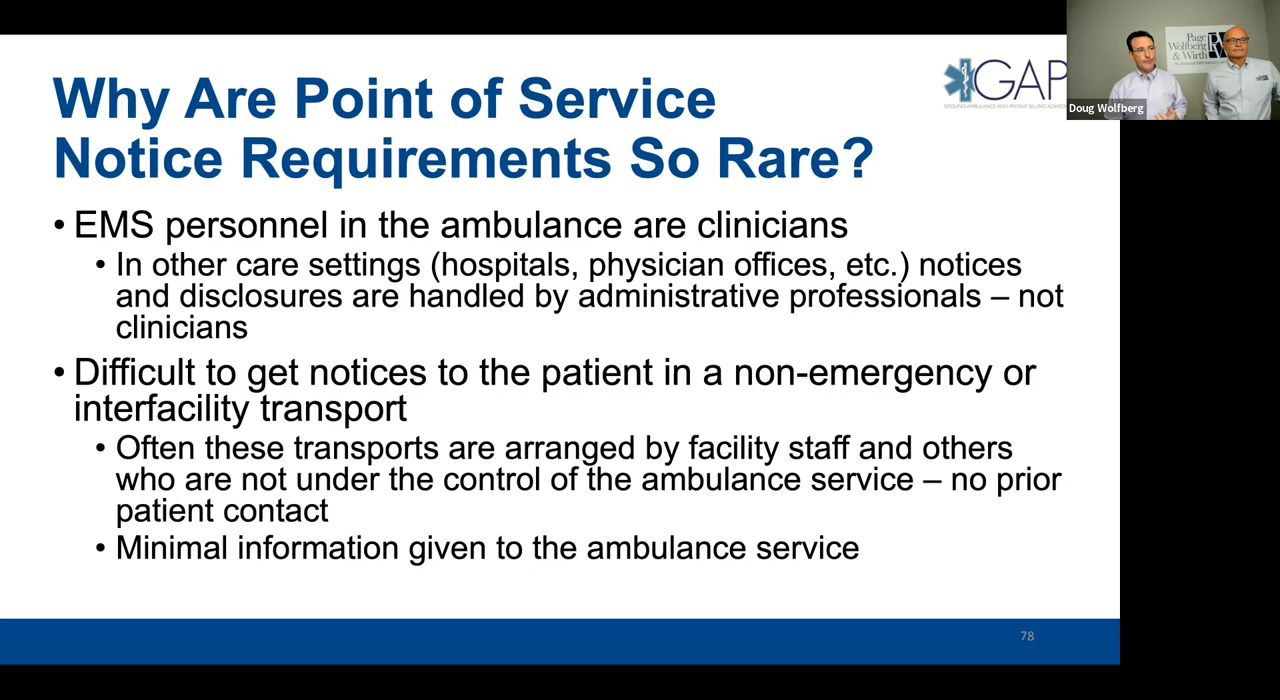 Why Are Point of Service
Notice Requirements So Rare?
GAP
Page
Wolfberg
& Wirth
Doug Wolfberg
• EMS personnel in the ambulance are clinicians
• In other care settings (hospitals, physician offices, etc.) notices
and disclosures are handled by administrative professionals – not
clinicians
• Difficult to get notices to the patient in a non-emergency or
interfacility transport
• Often these transports are arranged by facility staff and others
who are not under the control of the ambulance service – no prior
patient contact
• Minimal information given to the ambulance service
78